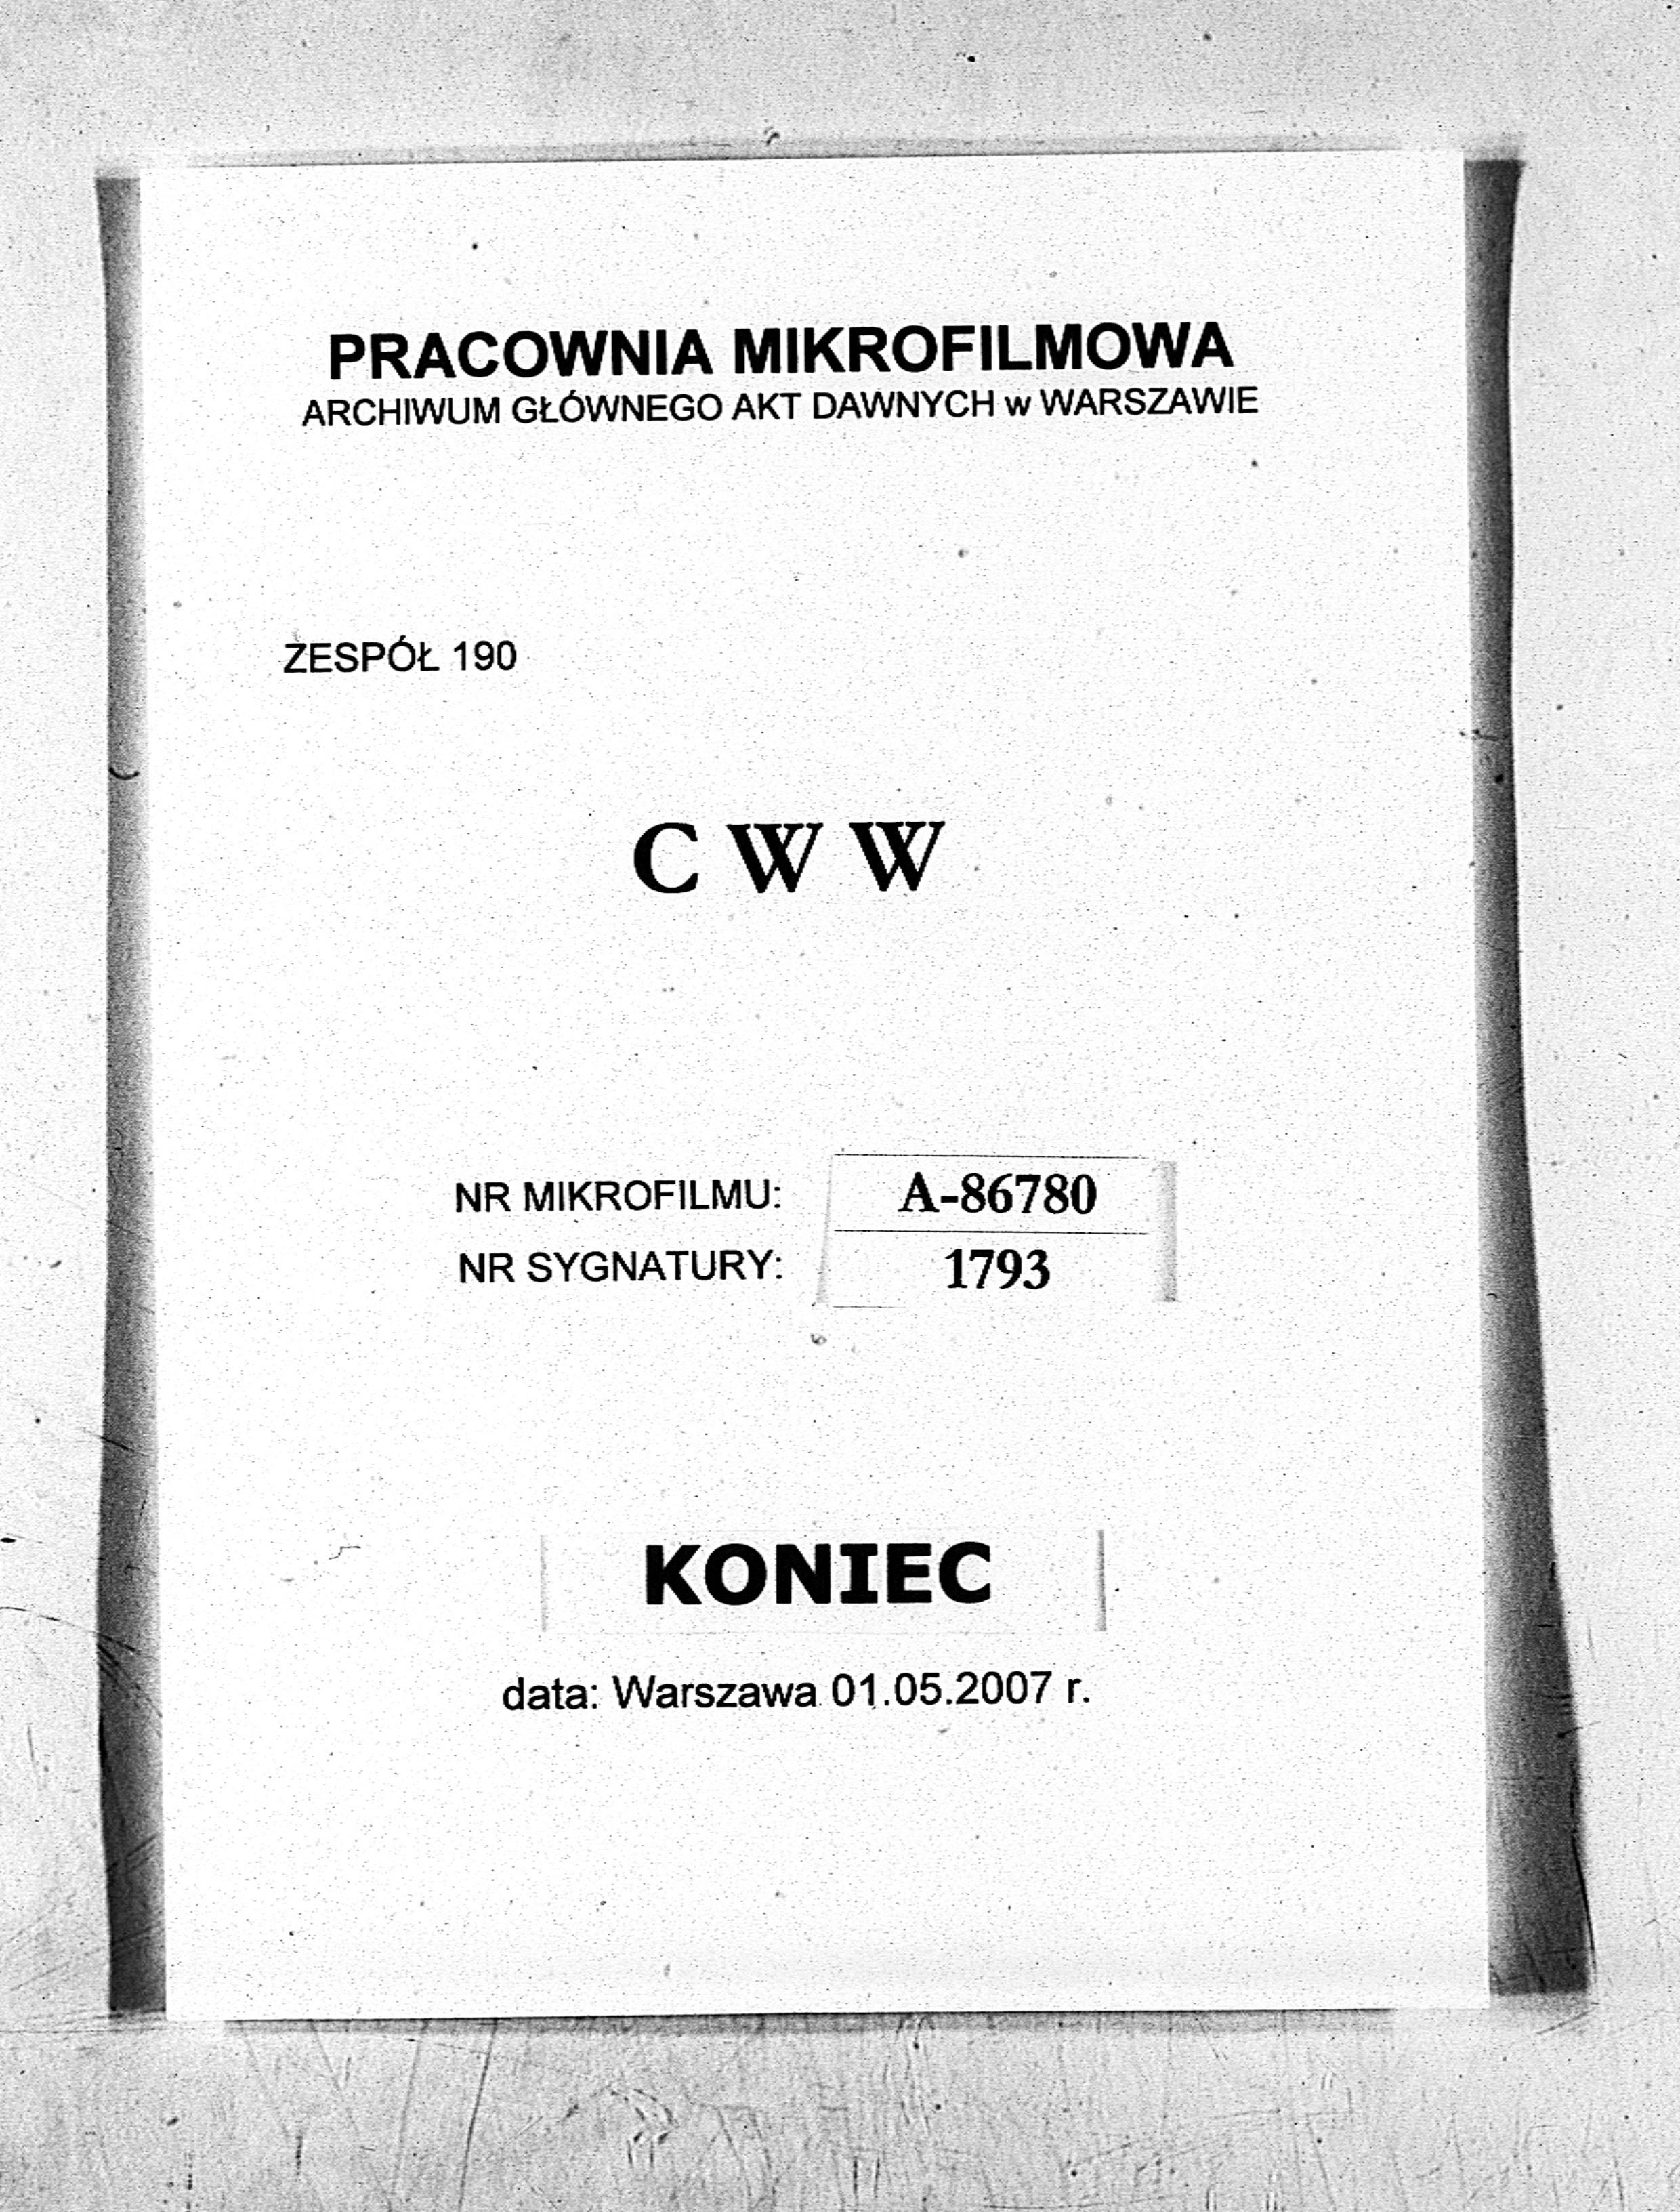 PRACOWNIA MIKROFILMOWA
ARCHIWUM GŁÓWNEGO AKT DAWNYCH w WARSZAWIE
ZESPÓŁ 190
C W W
NR MIKROFILMU: A-86780
NR SYGNATURY: 1793
KONIEC
data: Warszawa 01.05.2007 r.